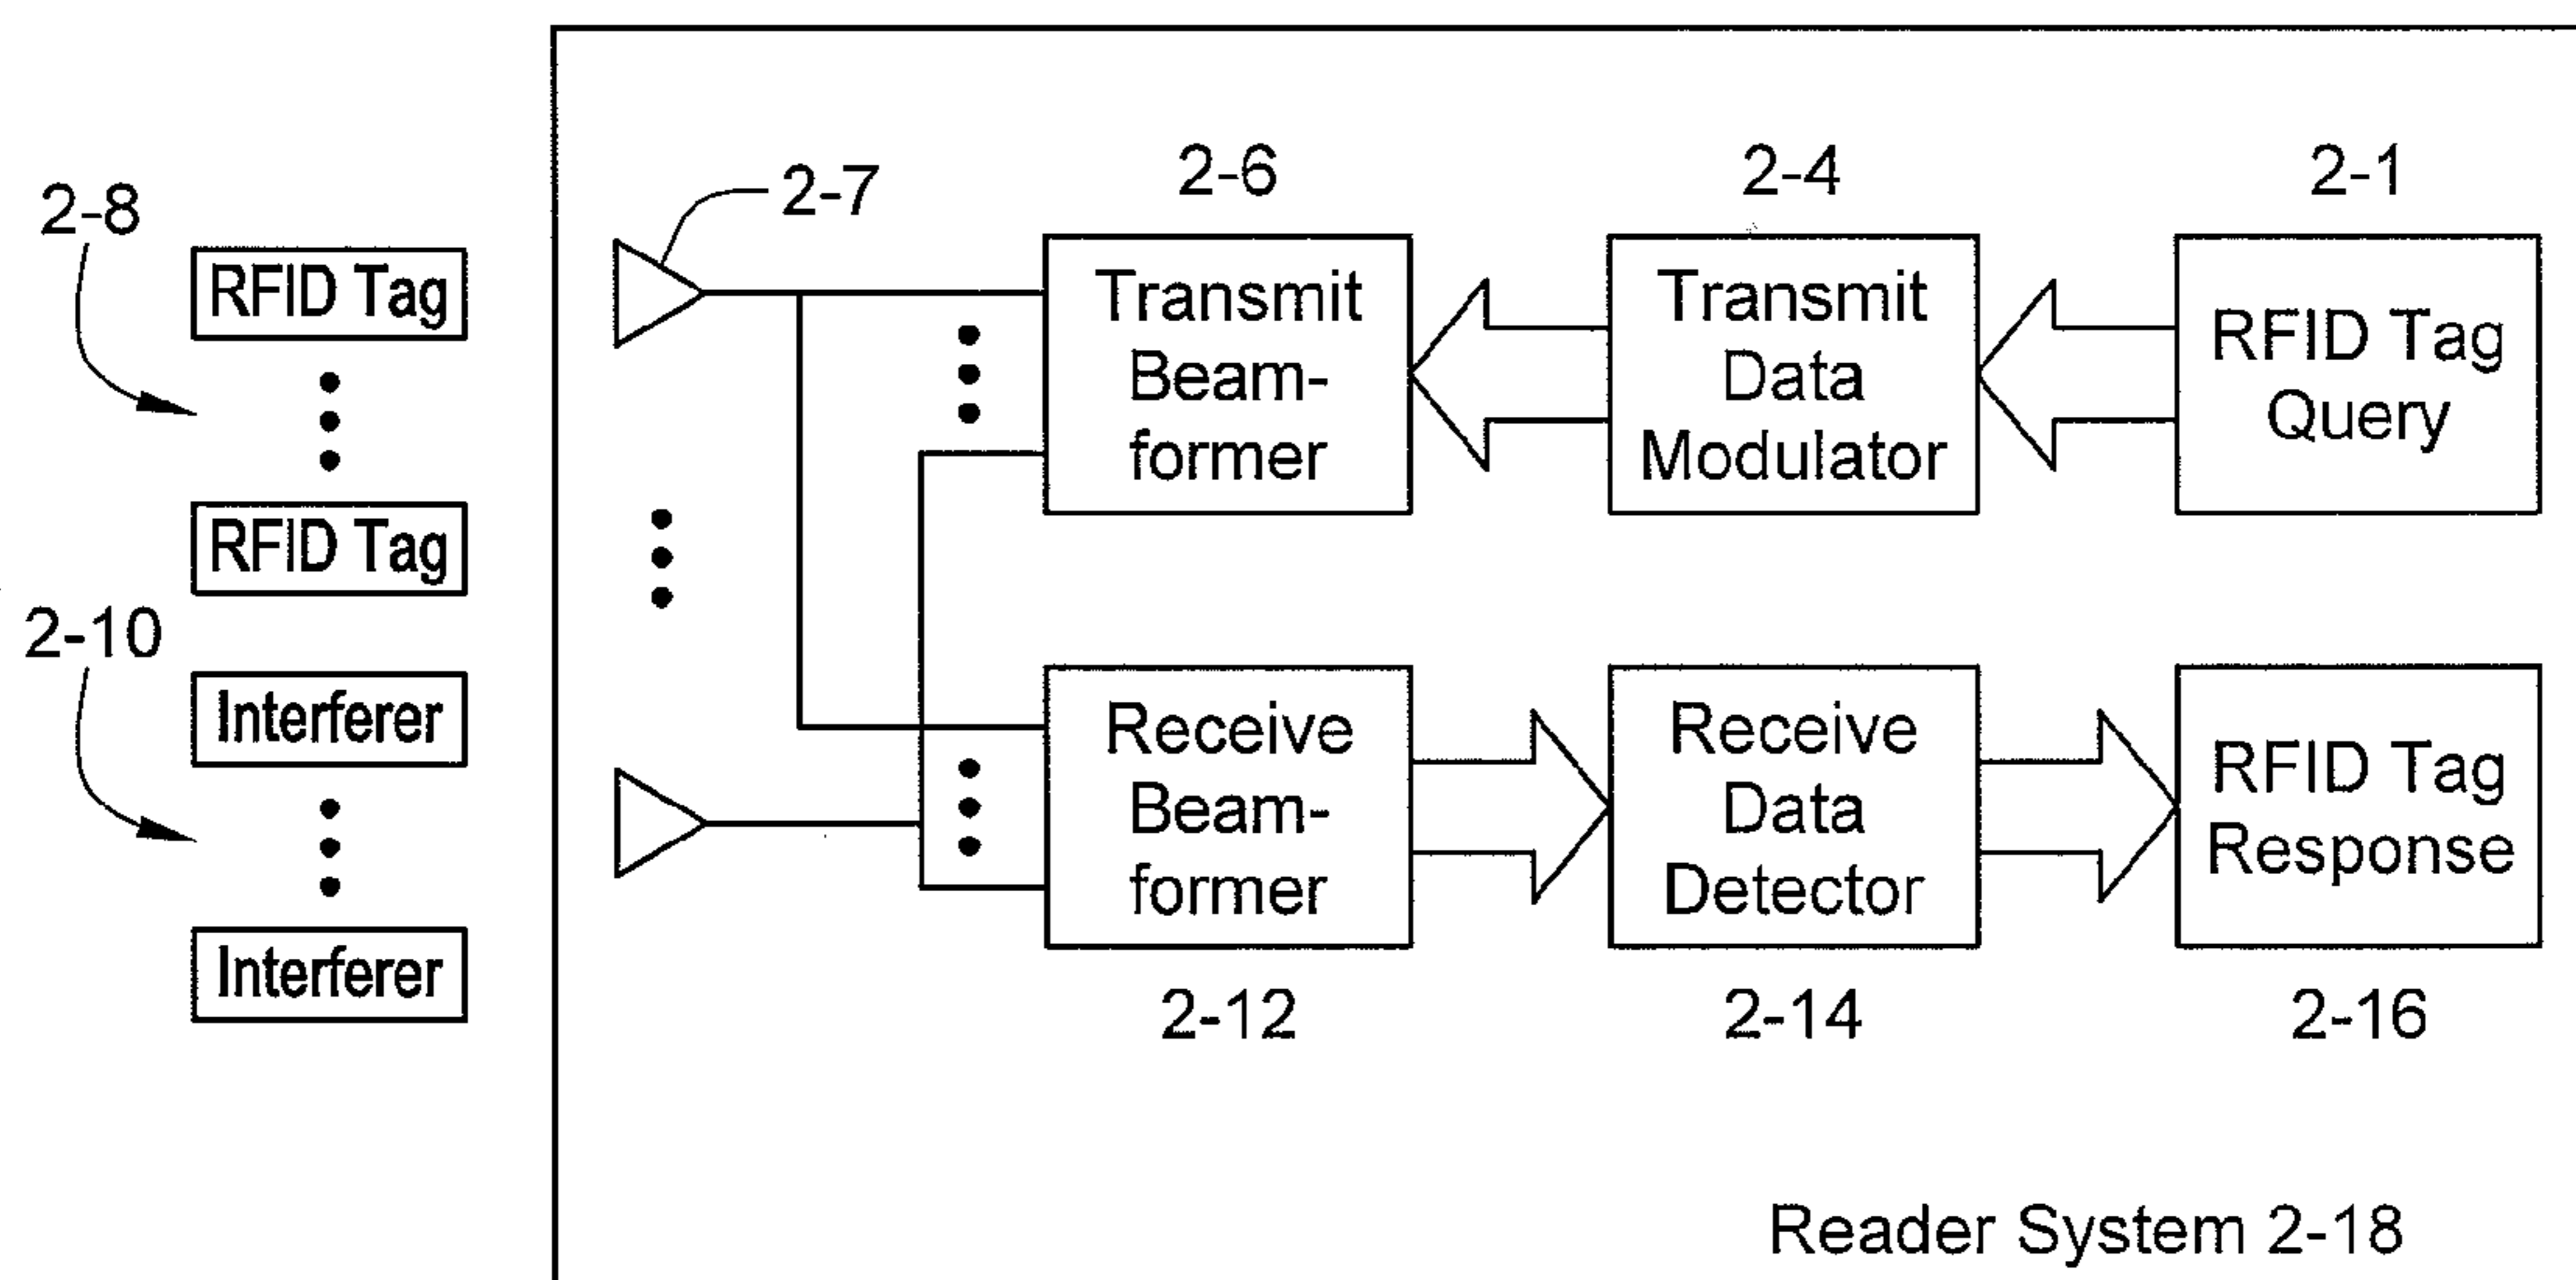 2-8
RFID Tag
RFID Tag
2-10
Interferer
Interferer
2-7
2-6
Transmit
Beam-
former
2-4
Transmit
Data
Modulator
2-1
RFID Tag
Query
Receive
Beam-
former
2-12
Receive
Data
Detector
2-14
RFID Tag
Response
2-16
Reader System 2-18